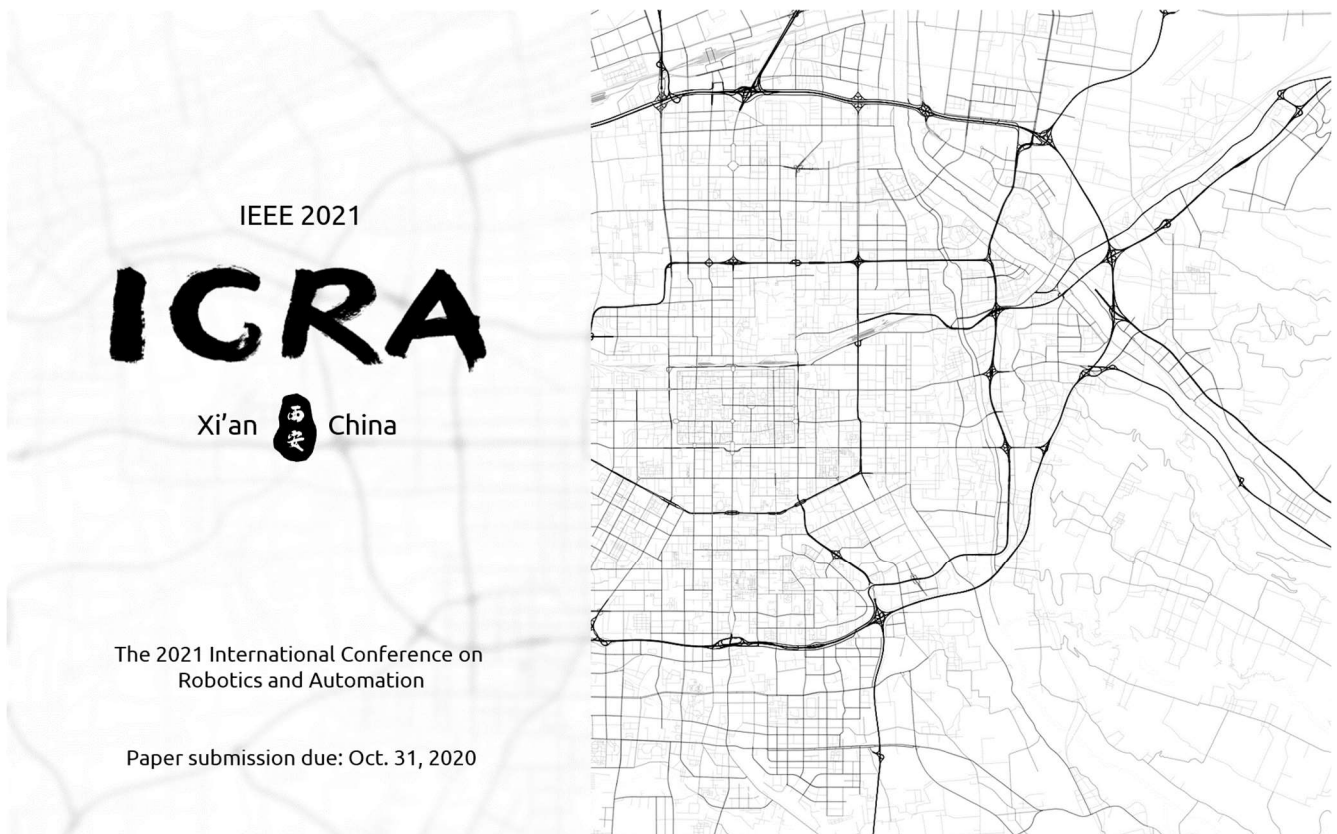 IEEE 2021
ICRA
Xi'an 西安 China
The 2021 International Conference on
Robotics and Automation
Paper submission due: Oct. 31, 2020